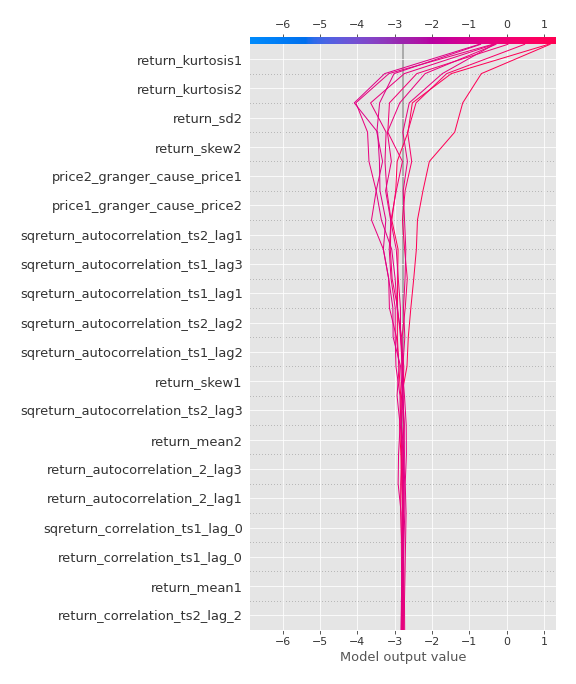 −6 −5 −4 −3 −2 −1 0 1
return_kurtosis1
return_kurtosis2
return_sd2
return_skew2
price2_granger_cause_price1
price1_granger_cause_price2
sqreturn_autocorrelation_ts2_lag1
sqreturn_autocorrelation_ts1_lag3
sqreturn_autocorrelation_ts1_lag1
sqreturn_autocorrelation_ts2_lag2
sqreturn_autocorrelation_ts1_lag2
return_skew1
sqreturn_autocorrelation_ts2_lag3
return_mean2
return_autocorrelation_2_lag3
return_autocorrelation_2_lag1
sqreturn_correlation_ts1_lag_0
return_correlation_ts1_lag_0
return_mean1
return_correlation_ts2_lag_2
−6 −5 −4 −3 −2 −1 0 1
Model output value